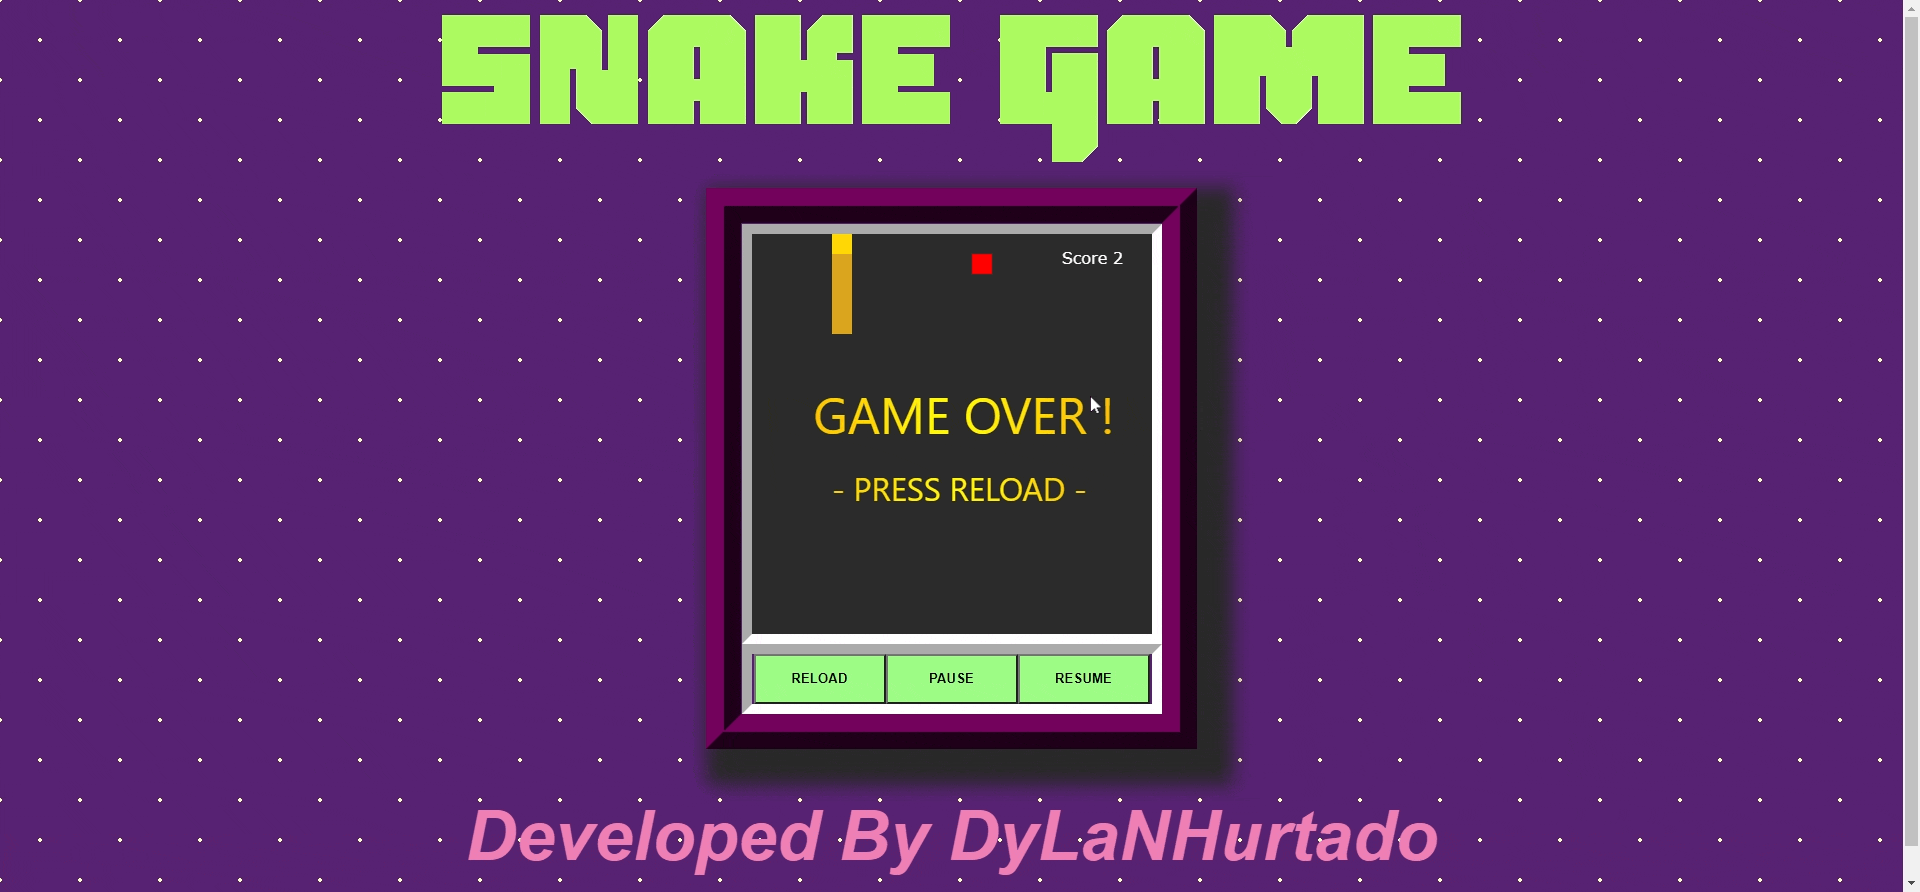 SNAKE GAME
Score 2
GAME OVER !
- PRESS RELOAD -
RELOAD PAUSE RESUME
Developed By DyLaNHurtado